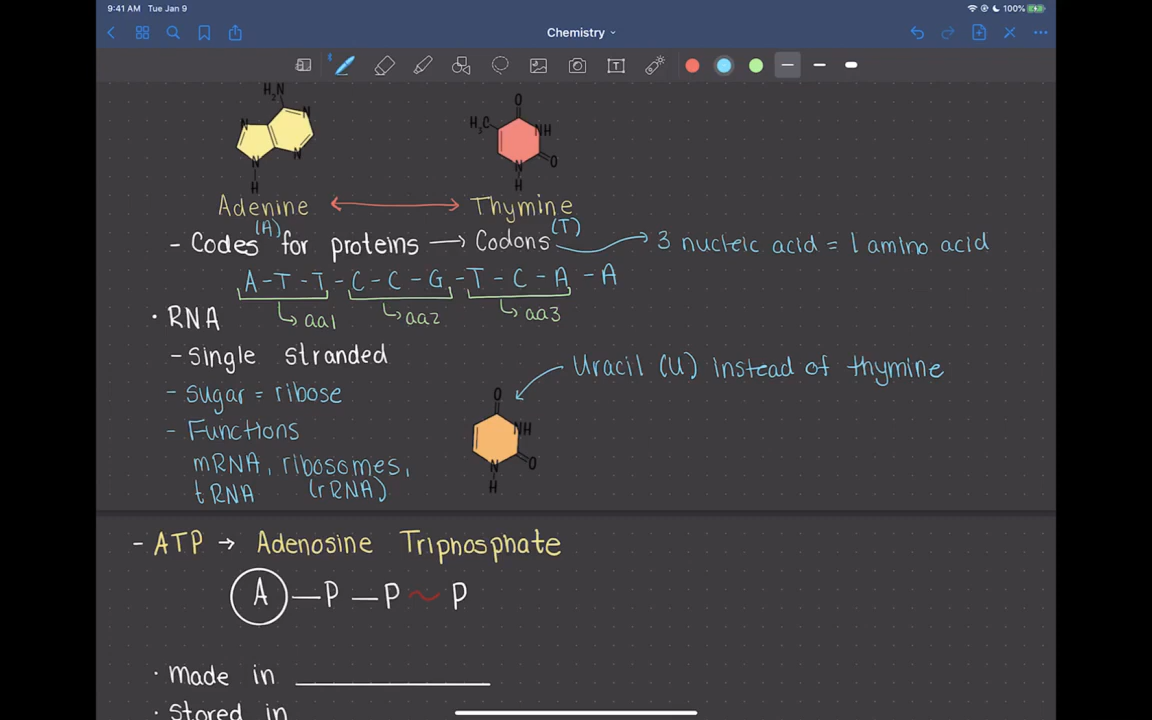 9:41 AM Tue Jan 9
100%
Chemistry
H₂N
N
N
N
N
H
O
H₃C
NH
N
O
H
Adenine
Thymine
(A)
(T)
- Codes for proteins → Codons → 3 nucleic acid = 1 amino acid
A-T-T-C-C-G-T-C-A-A
aa1
aa2
aa3
· RNA
- Single stranded
Uracil (U) instead of thymine
- Sugar = ribose
- Functions
mRNA, ribosomes,
tRNA (rRNA)
O
NH
N
O
H
- ATP → Adenosine Triphosphate
A — P — P ~ P
· made in ____________
· stored in